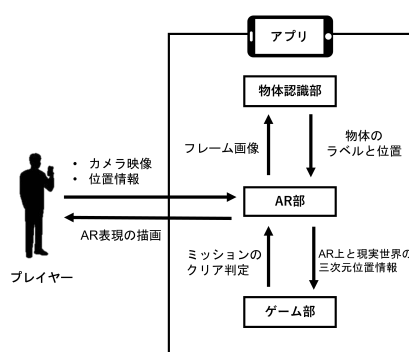 アプリ
物体認識部
フレーム画像
物体の
ラベルと位置
• カメラ映像
• 位置情報
AR部
AR表現の描画
プレイヤー
ミッションの
クリア判定
AR上と現実世界の
三次元位置情報
ゲーム部